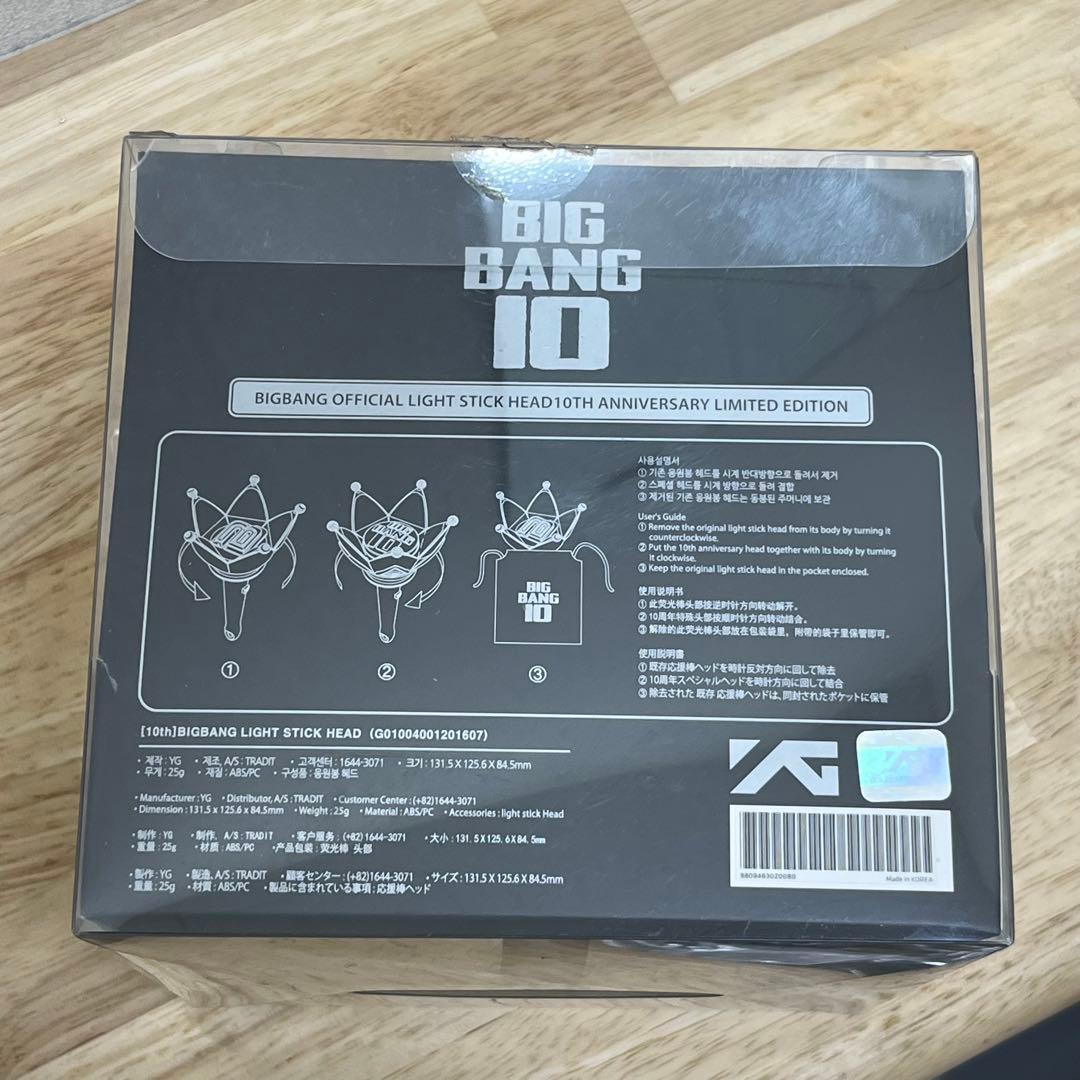 BIG
BANG
10
BIGBANG OFFICIAL LIGHT STICK HEAD10TH ANNIVERSARY LIMITED EDITION
BIG
BANG
10
①
②
③
사용설명서
① 기존 응원봉 헤드를 시계 반대방향으로 돌려서 제거
② 스페셜 헤드를 시계 방향으로 돌려 결합
③ 제거된 기존 응원봉 헤드는 동봉된 주머니에 보관
User's Guide
① Remove the original light stick head from its body by turning it
counterclockwise.
② Put the 10th anniversary head together with its body by turning
it clockwise.
③ Keep the original light stick head in the pocket enclosed.
使用说明书
① 此荧光棒头部按逆时针方向转动解开。
② 10周年特殊头部按顺时针方向转动结合。
③ 解除的此荧光棒头部放在包装袋里，附带的袋子里保管即可。
使用説明書
① 既存応援棒ヘッドを時計反対方向に回して除去
② 10周年スペシャルヘッドを時計方向に回して結合
③ 除去された 既存 応援棒ヘッドは、同封されたポケットに保管
[10th]BIGBANG LIGHT STICK HEAD (G01004001201607)
• 제작 : YG • 제조, A/S : TRADIT • 고객센터 : 1644-3071 • 크기 : 131.5 X 125.6 X 84.5mm
• 무게 : 25g • 재질 : ABS/PC • 구성품 : 응원봉 헤드
• Manufacturer : YG • Distributor, A/S : TRADIT • Customer Center : (+82)1644-3071
• Dimension : 131.5 x 125.6 x 84.5mm • Weight : 25g • Material : ABS/PC • Accessories : light stick Head
• 制作 : YG • 制作, A/S : TRADIT • 客户服务 : (+82) 1644-3071 • 大小 : 131. 5 X 125. 6 X 84. 5mm
• 重量 : 25g • 材质 : ABS/PC • 产品包装 : 荧光棒 头部
• 製作 : YG • 製造, A/S : TRADIT • 顧客センター : (+82)1644-3071 • サイズ : 131.5 X 125.6 X 84.5mm
• 重量 : 25g • 材質 : ABS/PC • 製品に含まれている事項 : 応援棒ヘッド
YG
8809463020080
Made in KOREA